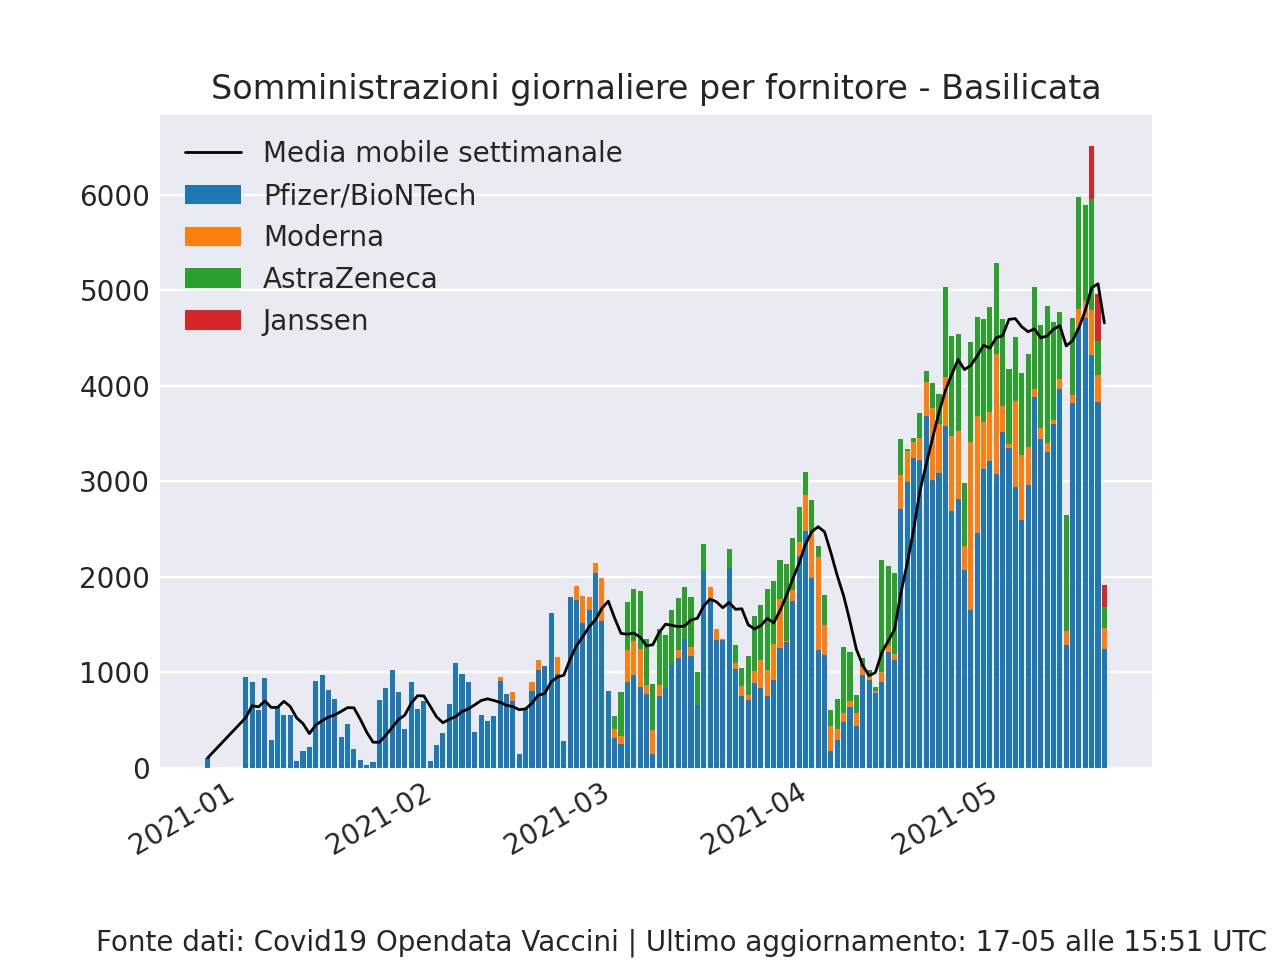 Somministrazioni giornaliere per fornitore - Basilicata
Media mobile settimanale
Pfizer/BioNTech
Moderna
AstraZeneca
Janssen
6000
5000
4000
3000
2000
1000
0
2021-01
2021-02
2021-03
2021-04
2021-05
Fonte dati: Covid19 Opendata Vaccini | Ultimo aggiornamento: 17-05 alle 15:51 UTC